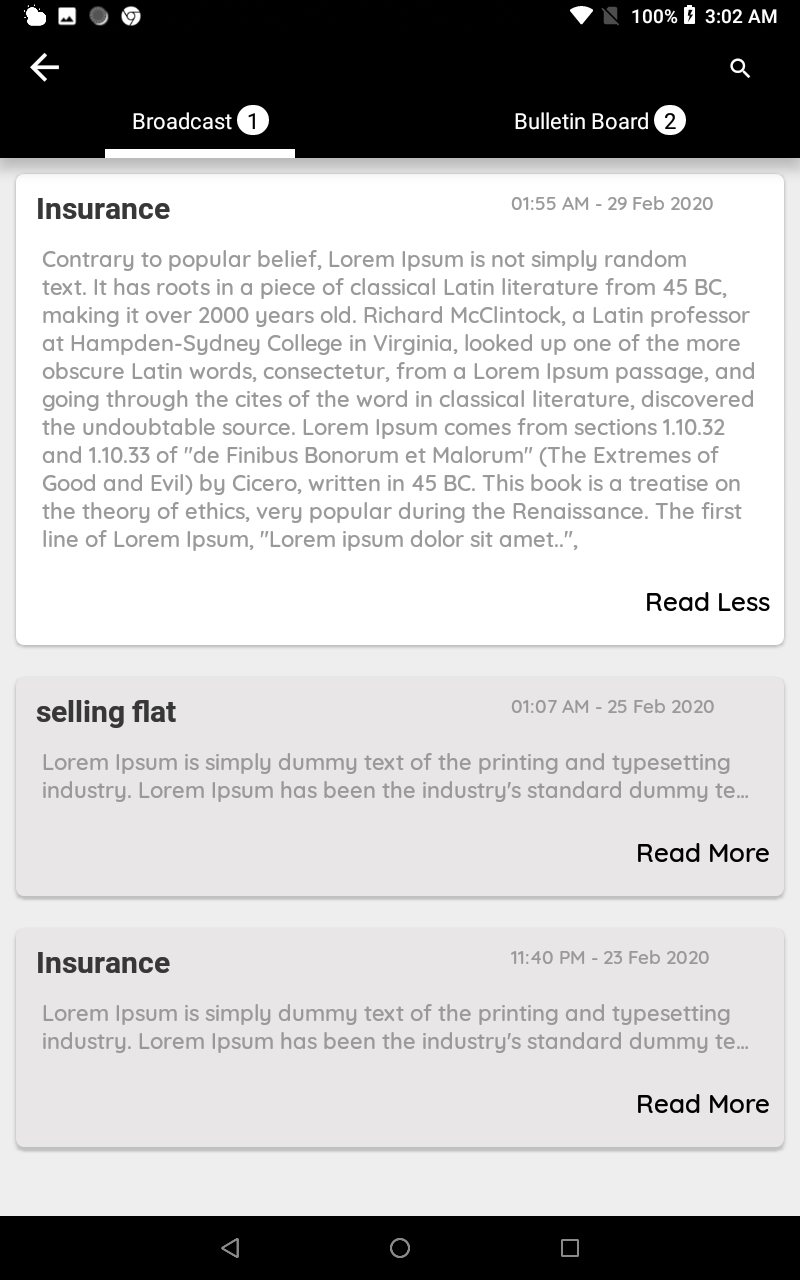 100% 3:02 AM
Broadcast 1 Bulletin Board 2
Insurance 01:55 AM - 29 Feb 2020
Contrary to popular belief, Lorem Ipsum is not simply random
text. It has roots in a piece of classical Latin literature from 45 BC,
making it over 2000 years old. Richard McClintock, a Latin professor
at Hampden-Sydney College in Virginia, looked up one of the more
obscure Latin words, consectetur, from a Lorem Ipsum passage, and
going through the cites of the word in classical literature, discovered
the undoubtable source. Lorem Ipsum comes from sections 1.10.32
and 1.10.33 of "de Finibus Bonorum et Malorum" (The Extremes of
Good and Evil) by Cicero, written in 45 BC. This book is a treatise on
the theory of ethics, very popular during the Renaissance. The first
line of Lorem Ipsum, "Lorem ipsum dolor sit amet..",
Read Less
selling flat 01:07 AM - 25 Feb 2020
Lorem Ipsum is simply dummy text of the printing and typesetting
industry. Lorem Ipsum has been the industry's standard dummy te...
Read More
Insurance 11:40 PM - 23 Feb 2020
Lorem Ipsum is simply dummy text of the printing and typesetting
industry. Lorem Ipsum has been the industry's standard dummy te...
Read More